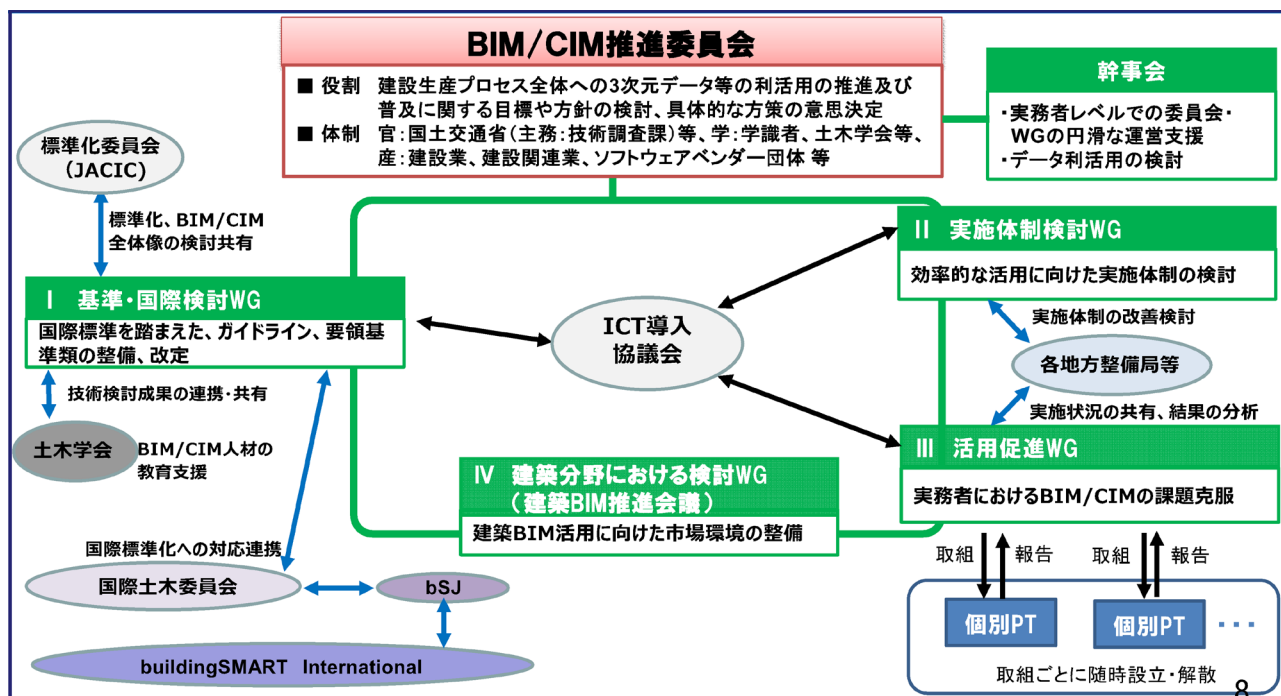 BIM/CIM推進委員会
■ 役割 建設生産プロセス全体への3次元データ等の利活用の推進及び
普及に関する目標や方針の検討、具体的な方策の意思決定
■ 体制 官:国土交通省(主務:技術調査課)等、学:学識者、土木学会等、
産:建設業、建設関連業、ソフトウェアベンダー団体 等
幹事会
・実務者レベルでの委員会・
WGの円滑な運営支援
・データ利活用の検討
標準化委員会
(JACIC)
標準化、BIM/CIM
全体像の検討共有
Ⅰ 基準・国際検討WG
国際標準を踏まえた、ガイドライン、要領基
準類の整備、改定
技術検討成果の連携・共有
土木学会
BIM/CIM人材の
教育支援
ICT導入
協議会
Ⅱ 実施体制検討WG
効率的な活用に向けた実施体制の検討
実施体制の改善検討
各地方整備局等
実施状況の共有、結果の分析
Ⅲ 活用促進WG
実務者におけるBIM/CIMの課題克服
Ⅳ 建築分野における検討WG
(建築BIM推進会議)
建築BIM活用に向けた市場環境の整備
国際標準化への対応連携
国際土木委員会
bSJ
buildingSMART International
取組 報告 取組 報告
個別PT 個別PT ・・・
取組ごとに随時設立・解散
8